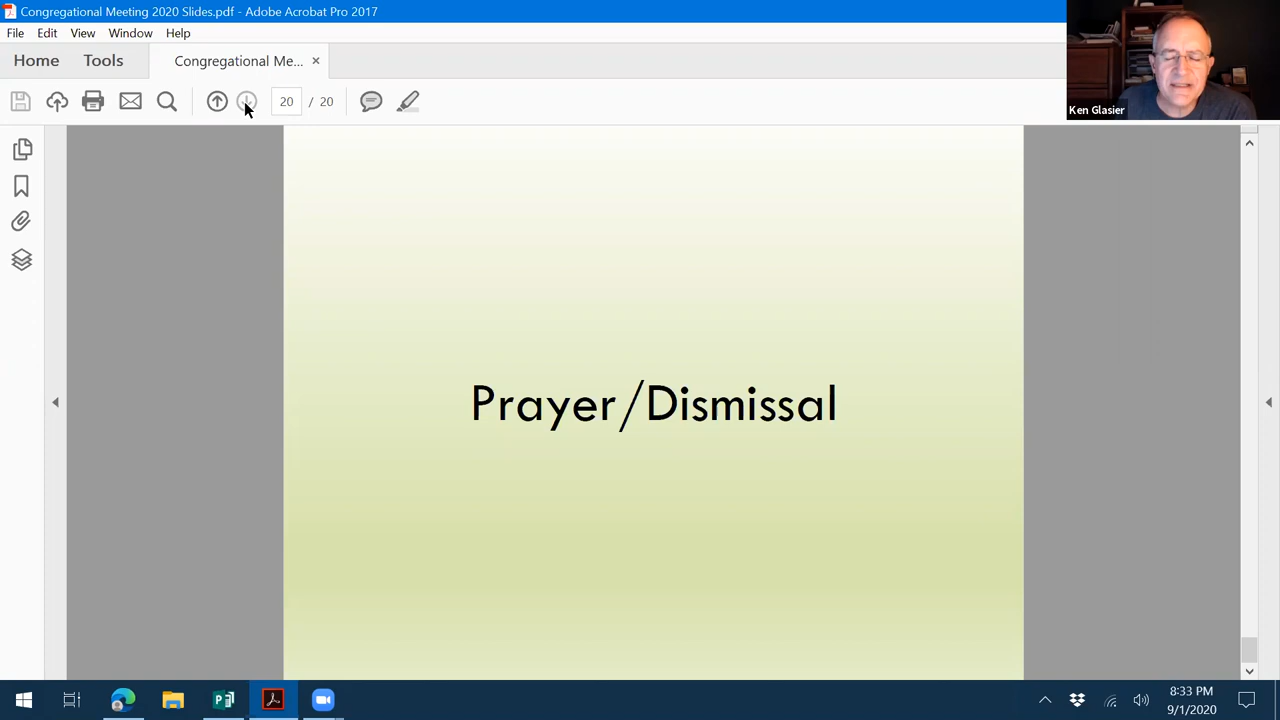 Congregational Meeting 2020 Slides.pdf - Adobe Acrobat Pro 2017
File Edit View Window Help
Home Tools Congregational Me... ×
20 / 20
Ken Glasier
Prayer/Dismissal
8:33 PM
9/1/2020